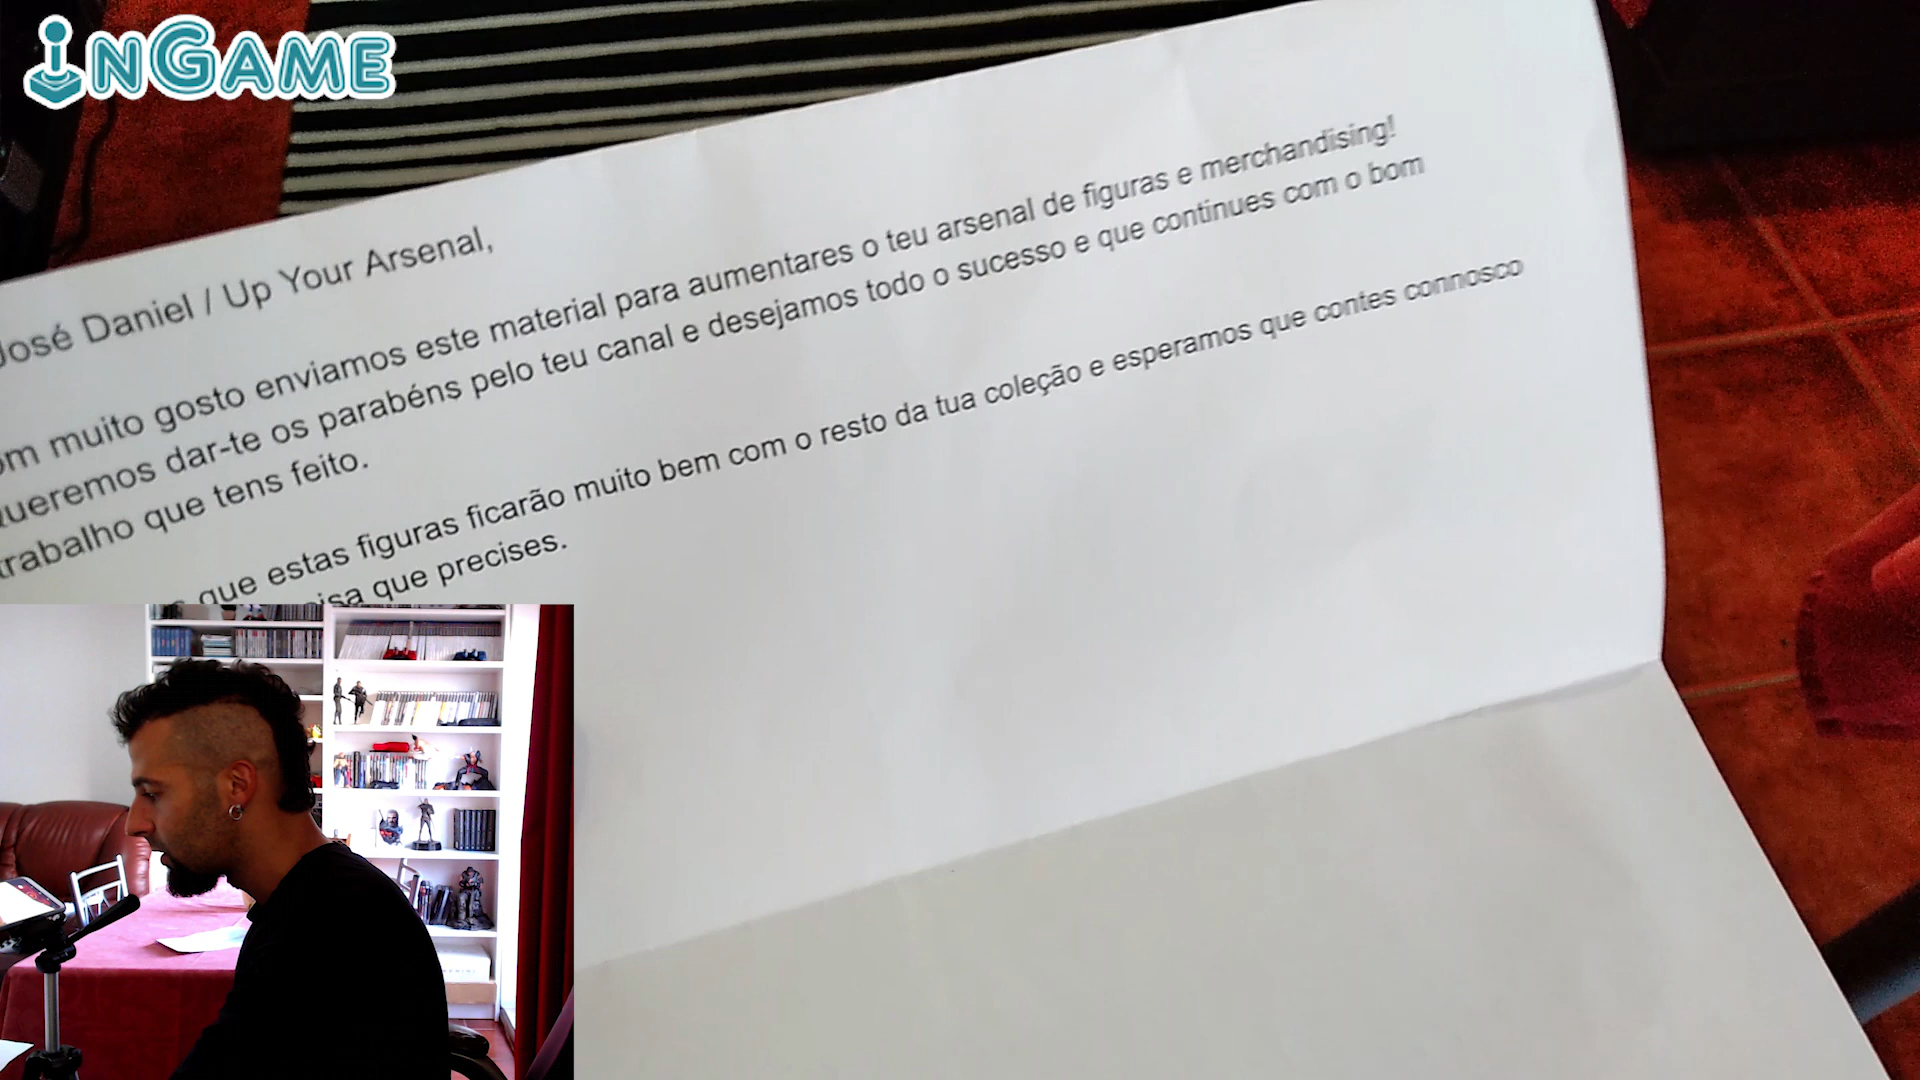 inGame
José Daniel / Up Your Arsenal,
om muito gosto enviamos este material para aumentares o teu arsenal de figuras e merchandising!
Queremos dar-te os parabéns pelo teu canal e desejamos todo o sucesso e que continues com o bom
trabalho que tens feito.
que estas figuras ficarão muito bem com o resto da tua coleção e esperamos que contes connosco
isa que precises.